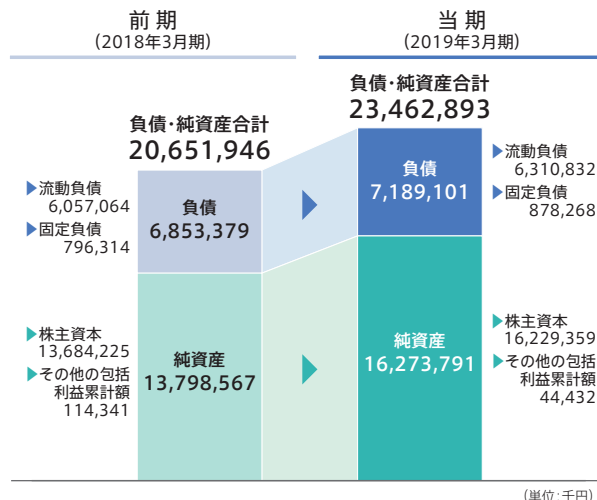 前期
(2018年3月期)
負債・純資産合計
20,651,946
▶流動負債
6,057,064
▶固定負債
796,314
負債
6,853,379
▶株主資本
13,684,225
▶その他の包括
利益累計額
114,341
純資産
13,798,567
当期
(2019年3月期)
負債・純資産合計
23,462,893
負債
7,189,101
▶流動負債
6,310,832
▶固定負債
878,268
純資産
16,273,791
▶株主資本
16,229,359
▶その他の包括
利益累計額
44,432
(単位:千円)